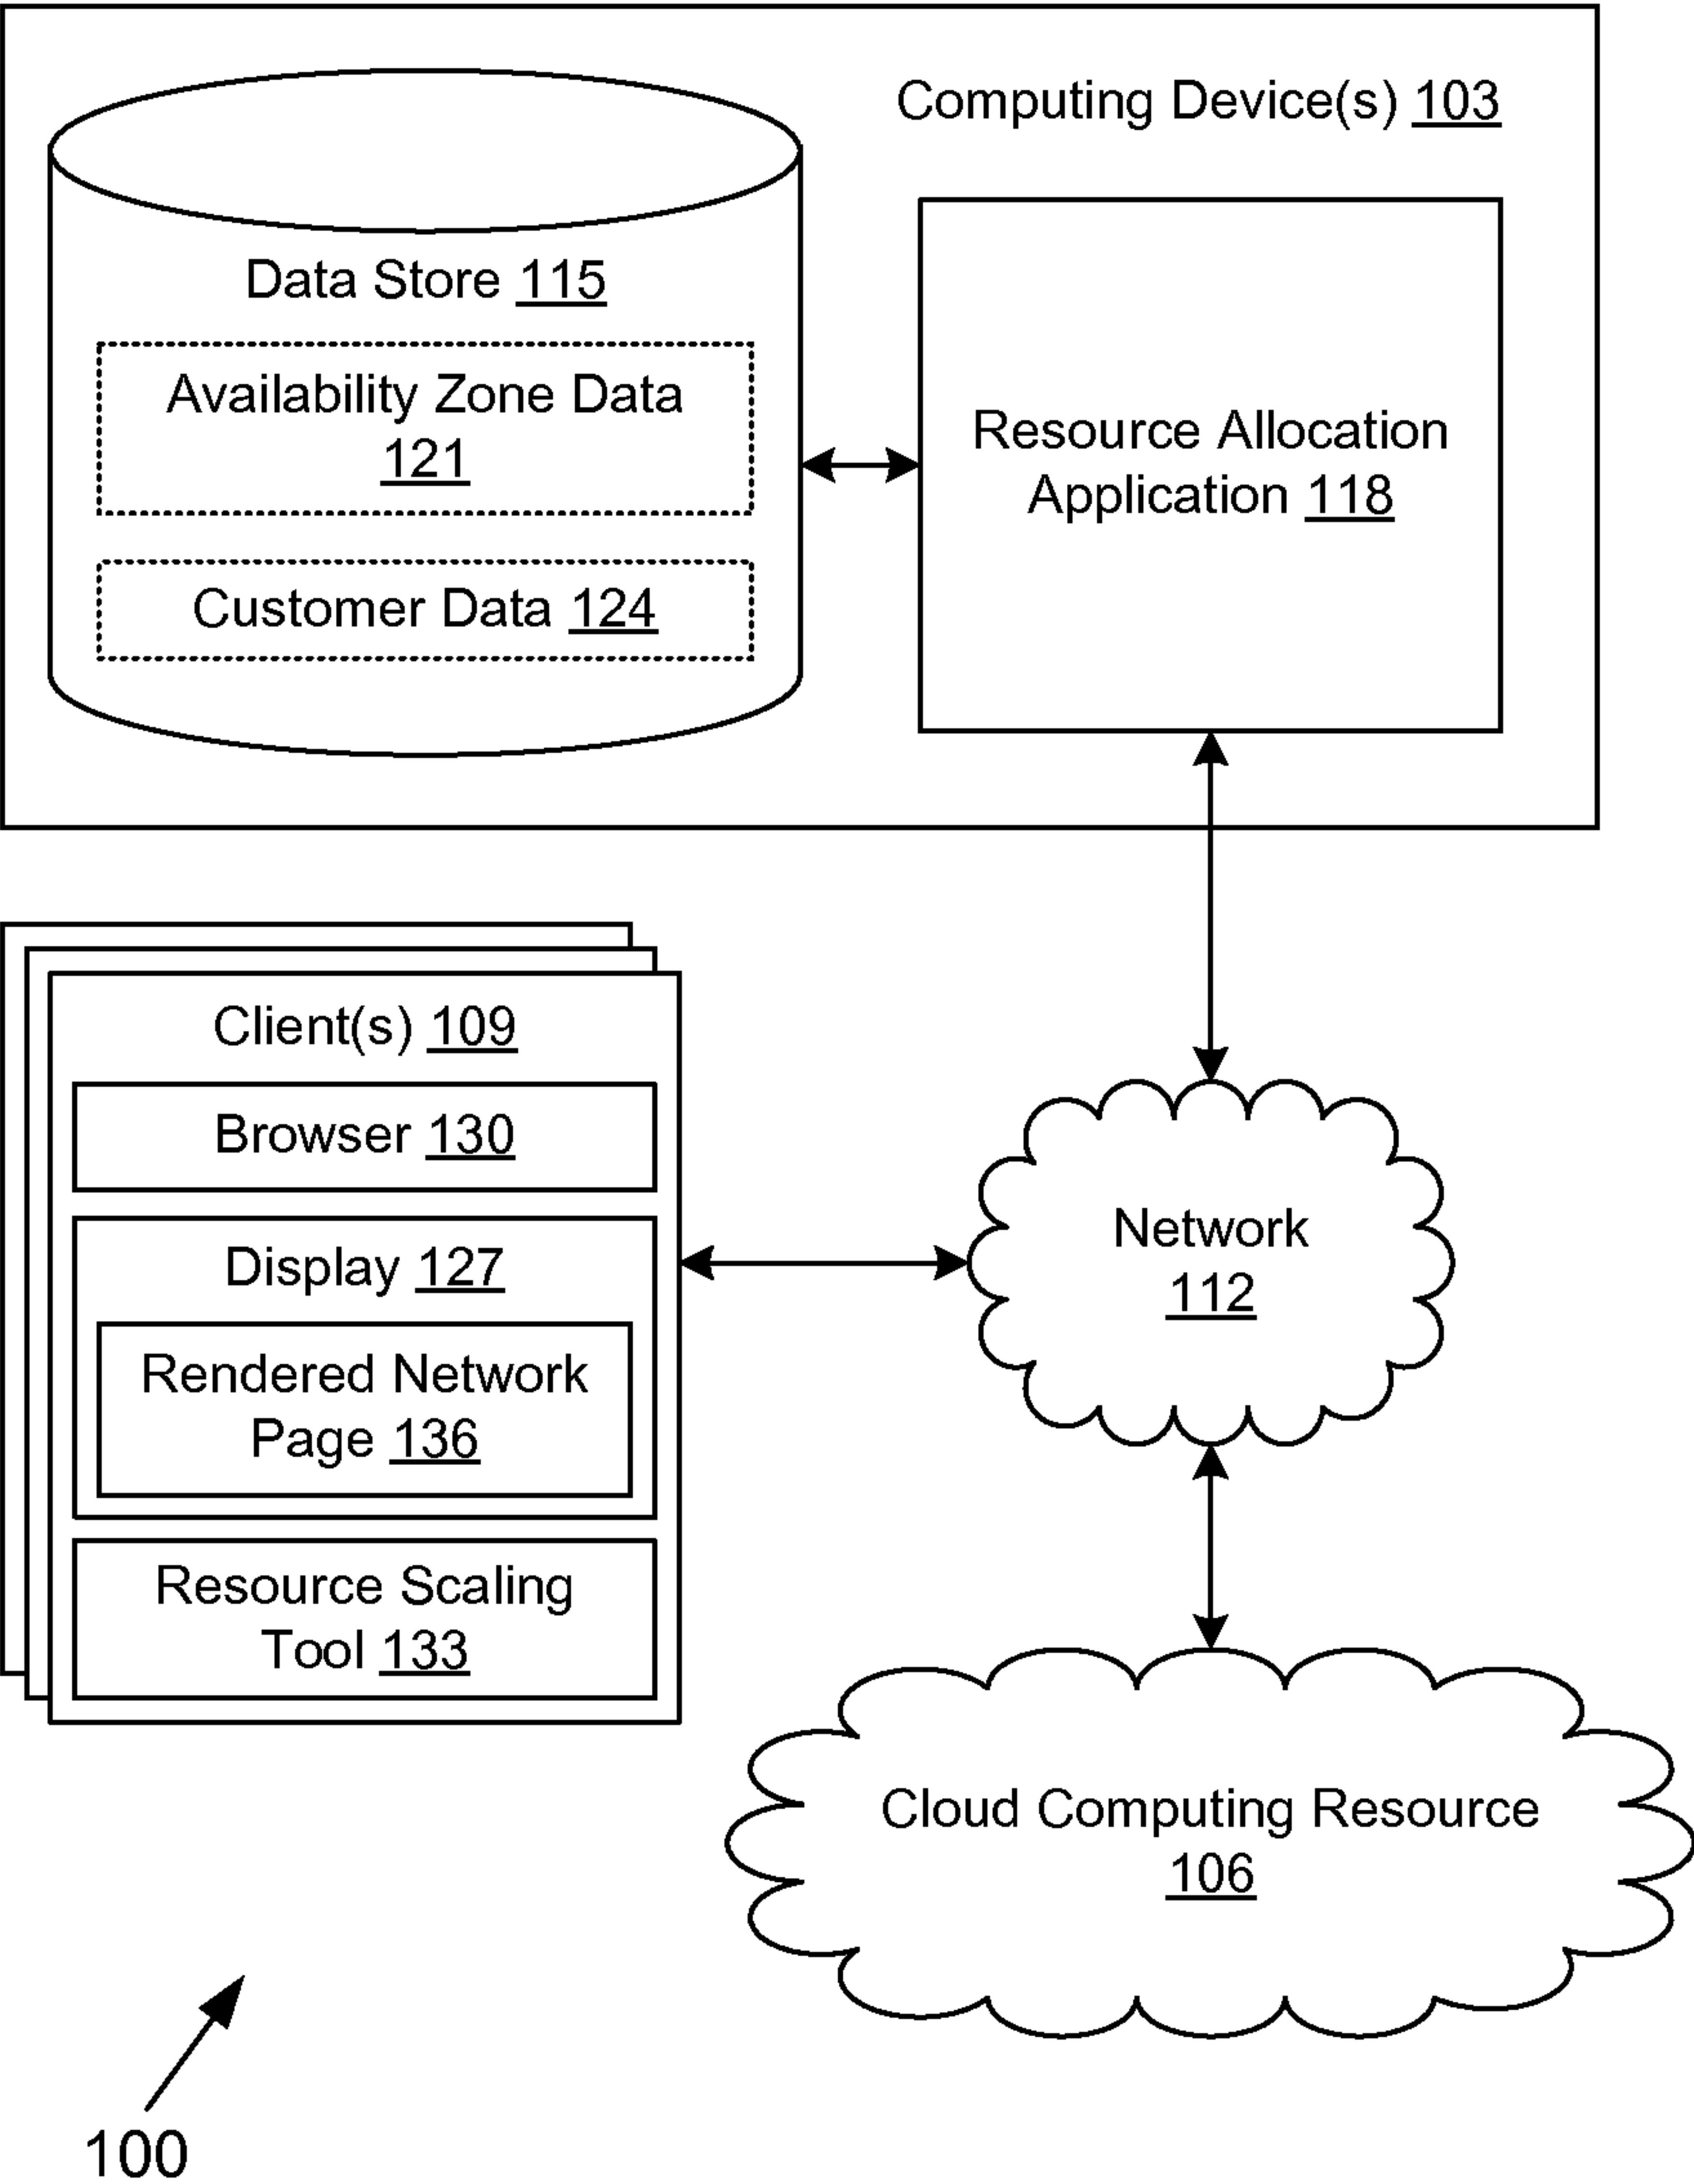 Computing Device(s) 103
Data Store 115
Availability Zone Data
121
Customer Data 124
Resource Allocation
Application 118
Client(s) 109
Browser 130
Display 127
Rendered Network
Page 136
Resource Scaling
Tool 133
Network
112
Cloud Computing Resource
106
100